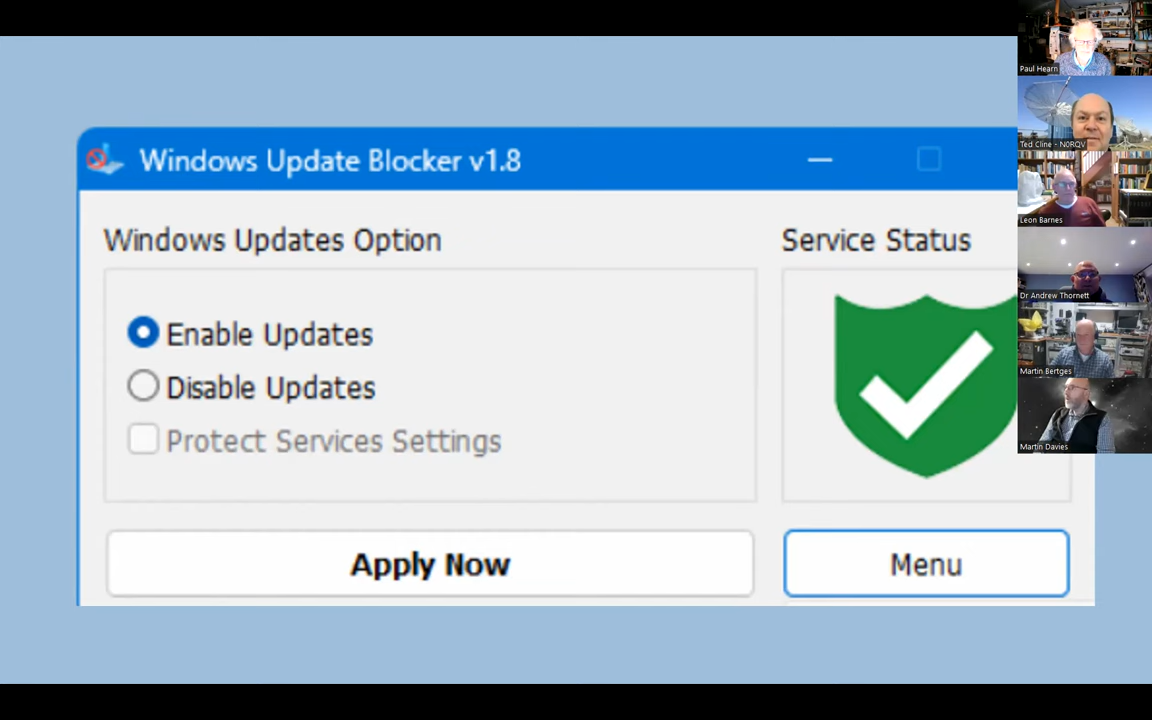 Windows Update Blocker v1.8
Windows Updates Option
Service Status
Enable Updates
Disable Updates
Protect Services Settings
Apply Now
Menu
Paul Hearn
Ted Cline - N0RQV
Leon Barnes
Dr Andrew Thornett
Martin Bertges
Martin Davies